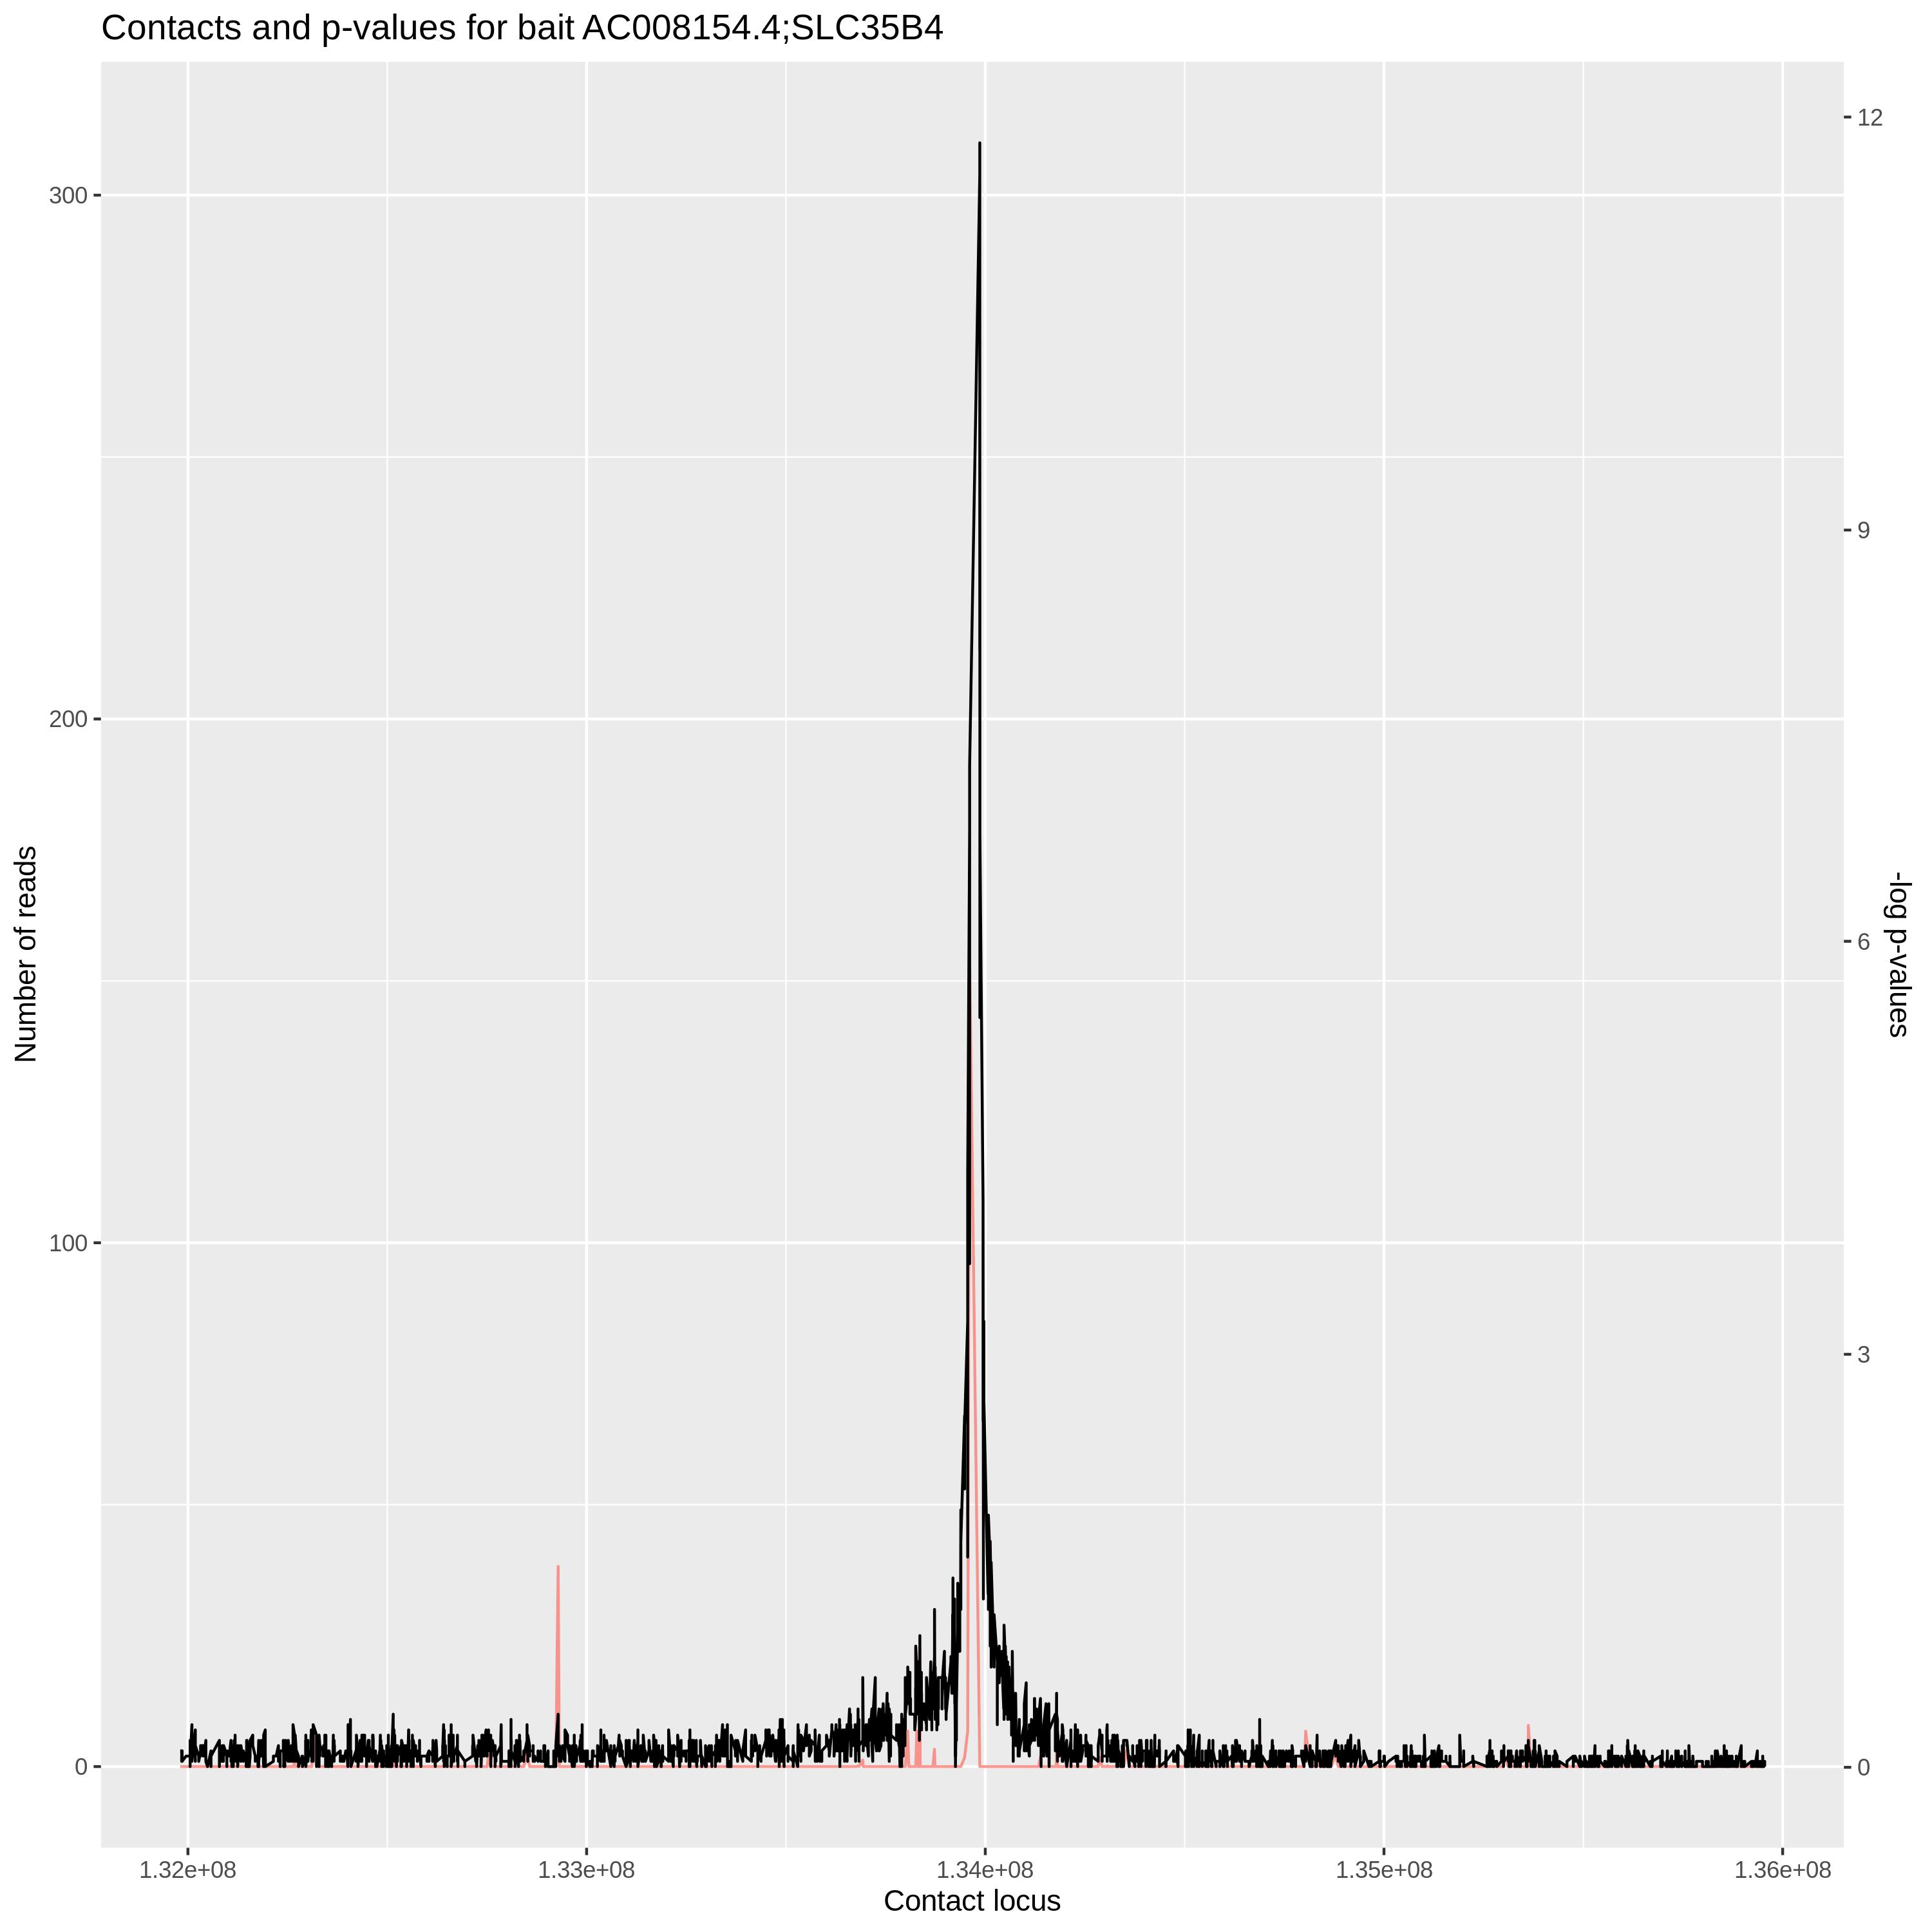 Contacts and p-values for bait AC008154.4;SLC35B4
300
200
100
0
Number of reads
12
9
6
3
0
-log p-values
1.32e+08
1.33e+08
1.34e+08
1.35e+08
1.36e+08
Contact locus